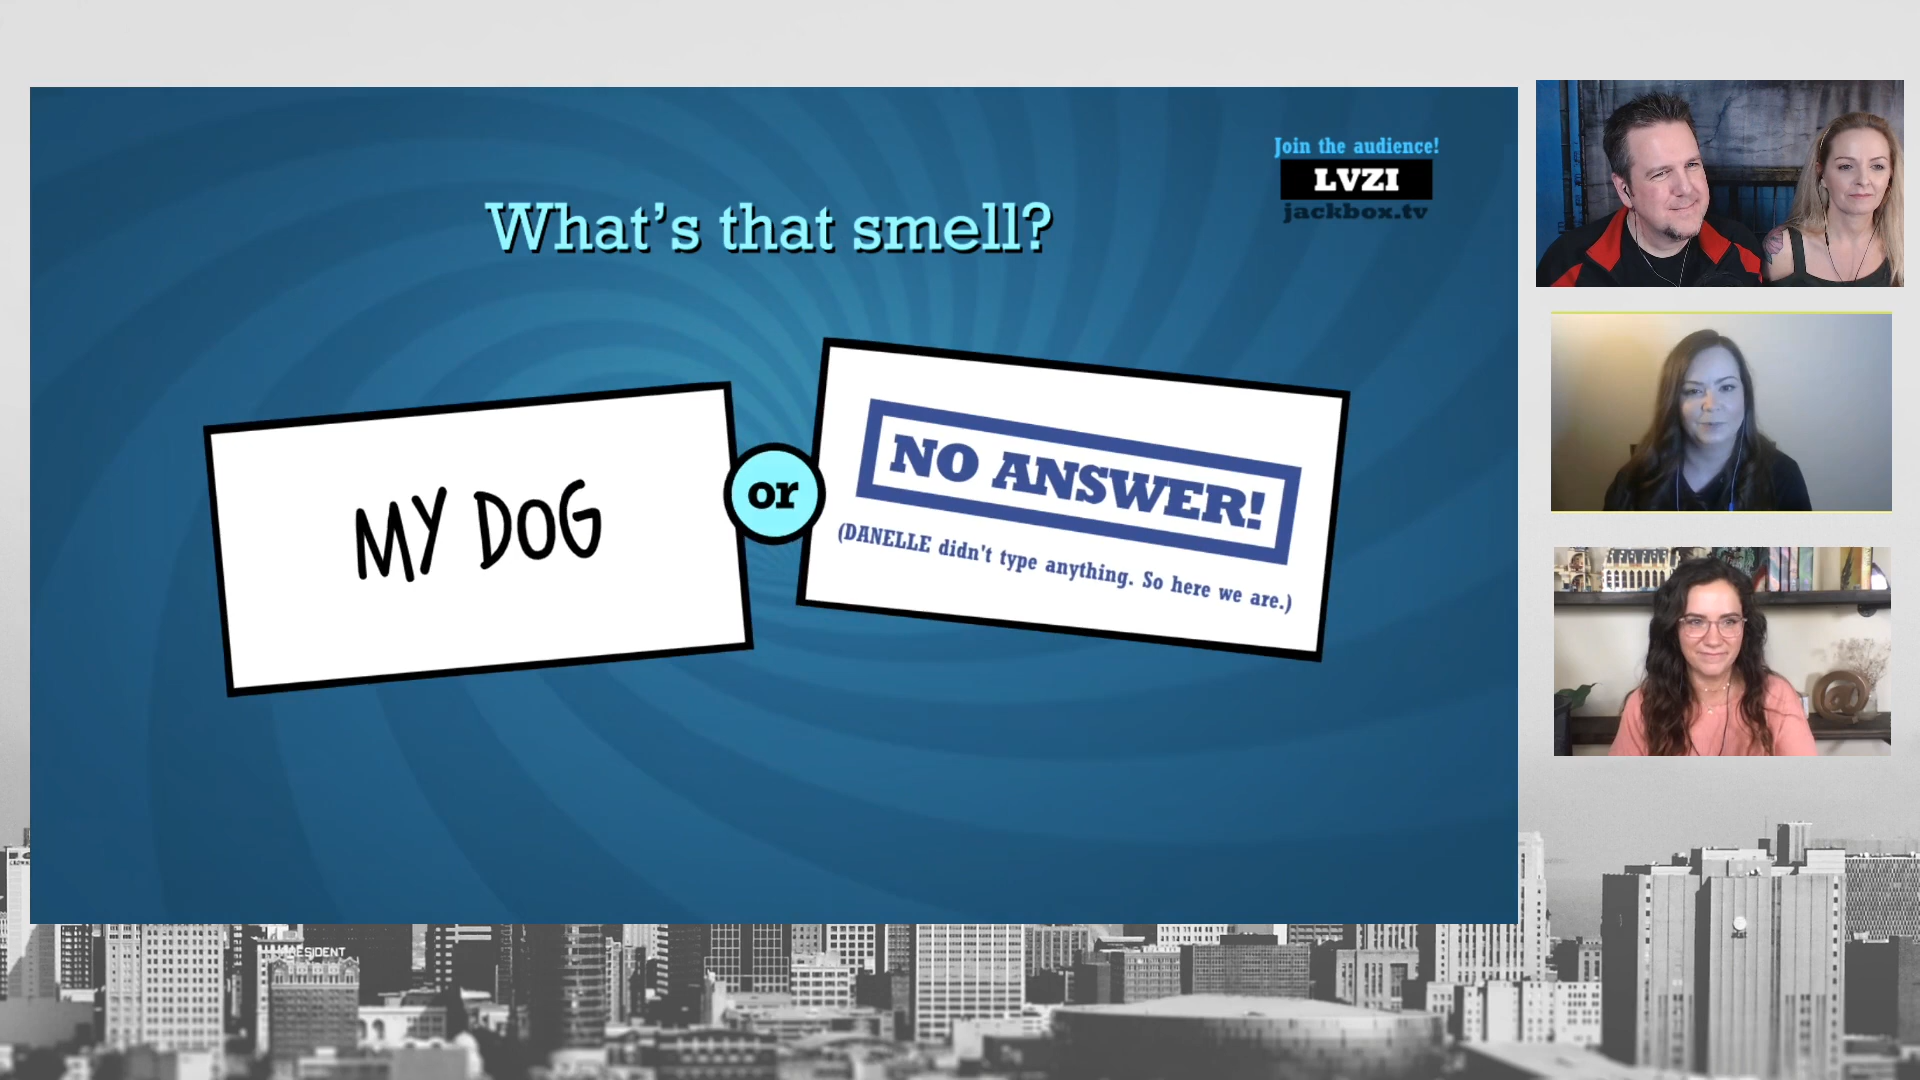 Join the audience!
LVZI
jackbox.tv
What's that smell?
MY DOG
or
NO ANSWER!
(DANELLE didn't type anything. So here we are.)
PRESIDENT